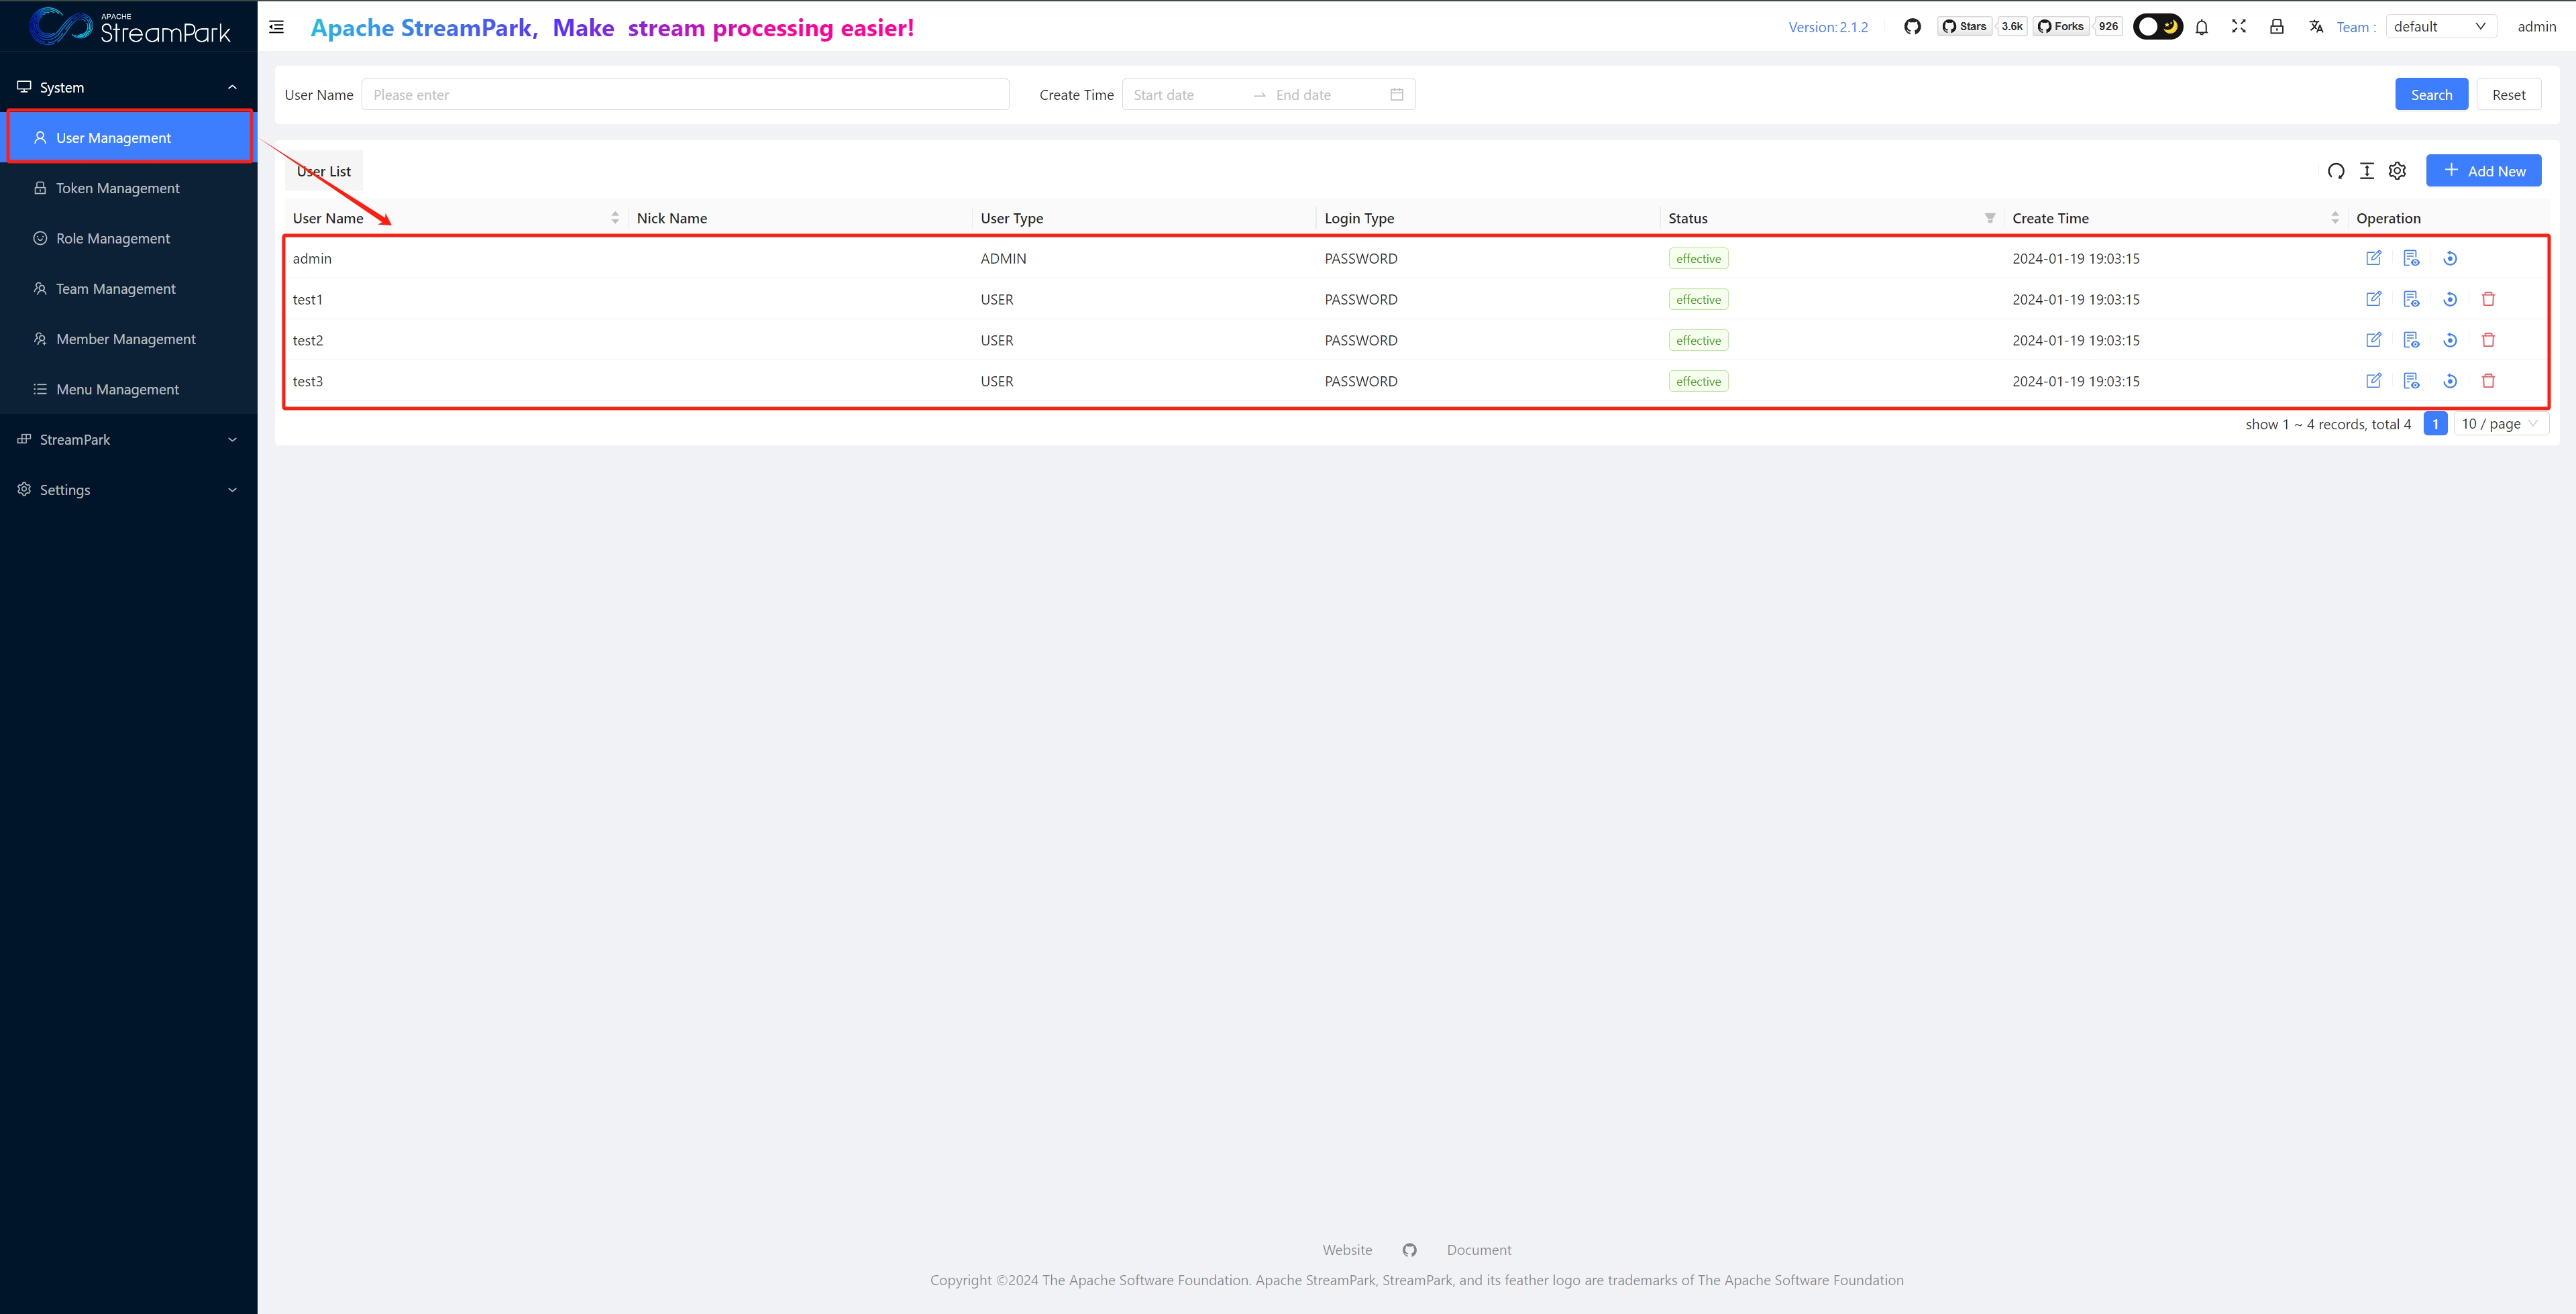 APACHE
StreamPark
Apache StreamPark, Make stream processing easier!
Version: 2.1.2
Stars 3.6k
Forks 926
Team : default
admin
System
User Management
Token Management
Role Management
Team Management
Member Management
Menu Management
StreamPark
Settings
User Name Please enter
Create Time Start date End date
Search
Reset
User List
Add New
User Name Nick Name User Type Login Type Status Create Time Operation
admin ADMIN PASSWORD effective 2024-01-19 19:03:15
test1 USER PASSWORD effective 2024-01-19 19:03:15
test2 USER PASSWORD effective 2024-01-19 19:03:15
test3 USER PASSWORD effective 2024-01-19 19:03:15
show 1 ~ 4 records, total 4 1 10 / page
Website Document
Copyright ©2024 The Apache Software Foundation. Apache StreamPark, StreamPark, and its feather logo are trademarks of The Apache Software Foundation